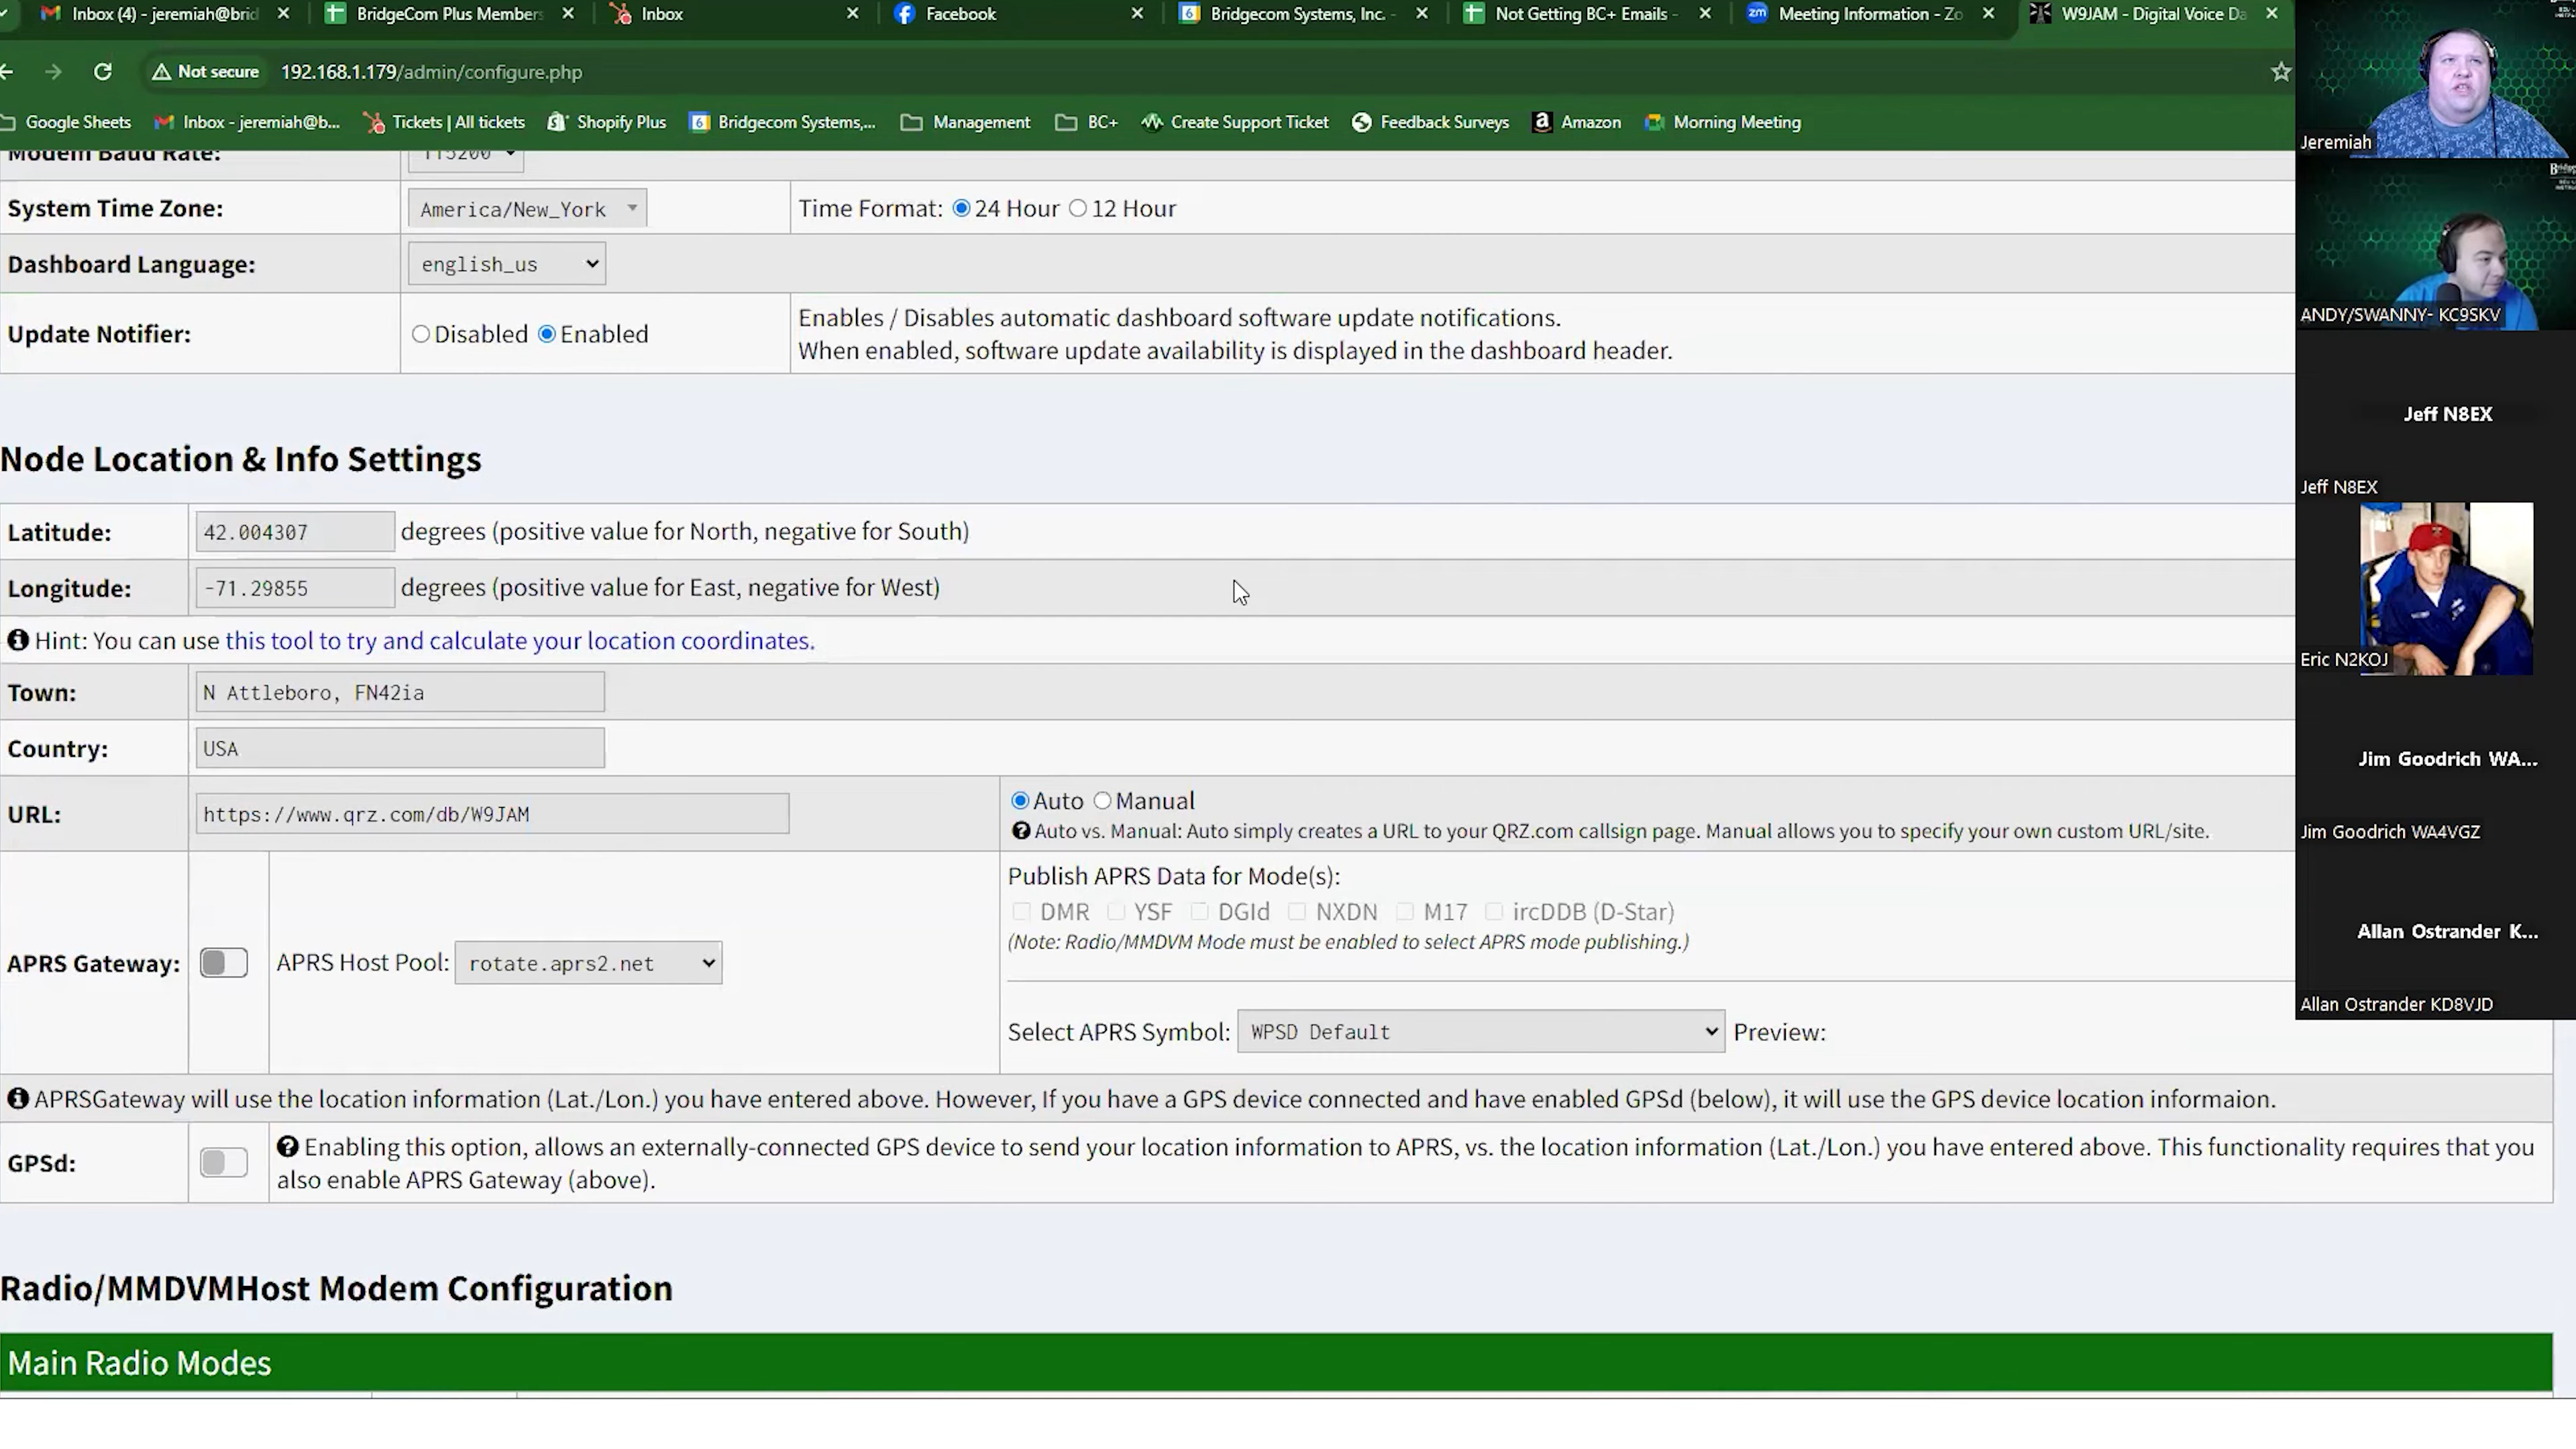 Inbox (4) - jeremiah@brid
BridgeCom Plus Members
Inbox
Facebook
Bridgecom Systems, Inc. -
Not Getting BC+ Emails -
Meeting Information - Zo
W9JAM - Digital Voice Da
Not secure
192.168.1.179/admin/configure.php
Google Sheets
Inbox - jeremiah@b...
Tickets | All tickets
Shopify Plus
Bridgecom Systems,...
Management
BC+
Create Support Ticket
Feedback Surveys
Amazon
Morning Meeting
Modem Baud Rate:
115200
System Time Zone:
America/New_York
Time Format: 24 Hour 12 Hour
Dashboard Language:
english_us
Update Notifier:
Disabled Enabled
Enables / Disables automatic dashboard software update notifications.
When enabled, software update availability is displayed in the dashboard header.
Node Location & Info Settings
Latitude:
42.004307
degrees (positive value for North, negative for South)
Longitude:
-71.29855
degrees (positive value for East, negative for West)
Hint: You can use this tool to try and calculate your location coordinates.
Town:
N Attleboro, FN42ia
Country:
USA
URL:
https://www.qrz.com/db/W9JAM
Auto Manual
Auto vs. Manual: Auto simply creates a URL to your QRZ.com callsign page. Manual allows you to specify your own custom URL/site.
APRS Gateway:
APRS Host Pool:
rotate.aprs2.net
Publish APRS Data for Mode(s):
DMR YSF DGId NXDN M17 ircDDB (D-Star)
(Note: Radio/MMDVM Mode must be enabled to select APRS mode publishing.)
Select APRS Symbol:
WPSD Default
Preview:
APRSGateway will use the location information (Lat./Lon.) you have entered above. However, If you have a GPS device connected and have enabled GPSd (below), it will use the GPS device location informaion.
GPSd:
Enabling this option, allows an externally-connected GPS device to send your location information to APRS, vs. the location information (Lat./Lon.) you have entered above. This functionality requires that you
also enable APRS Gateway (above).
Radio/MMDVMHost Modem Configuration
Main Radio Modes
Jeremiah
ANDY/SWANNY- KC9SKV
Jeff N8EX
Jeff N8EX
Eric N2KOJ
Jim Goodrich WA...
Jim Goodrich WA4VGZ
Allan Ostrander K...
Allan Ostrander KD8VJD